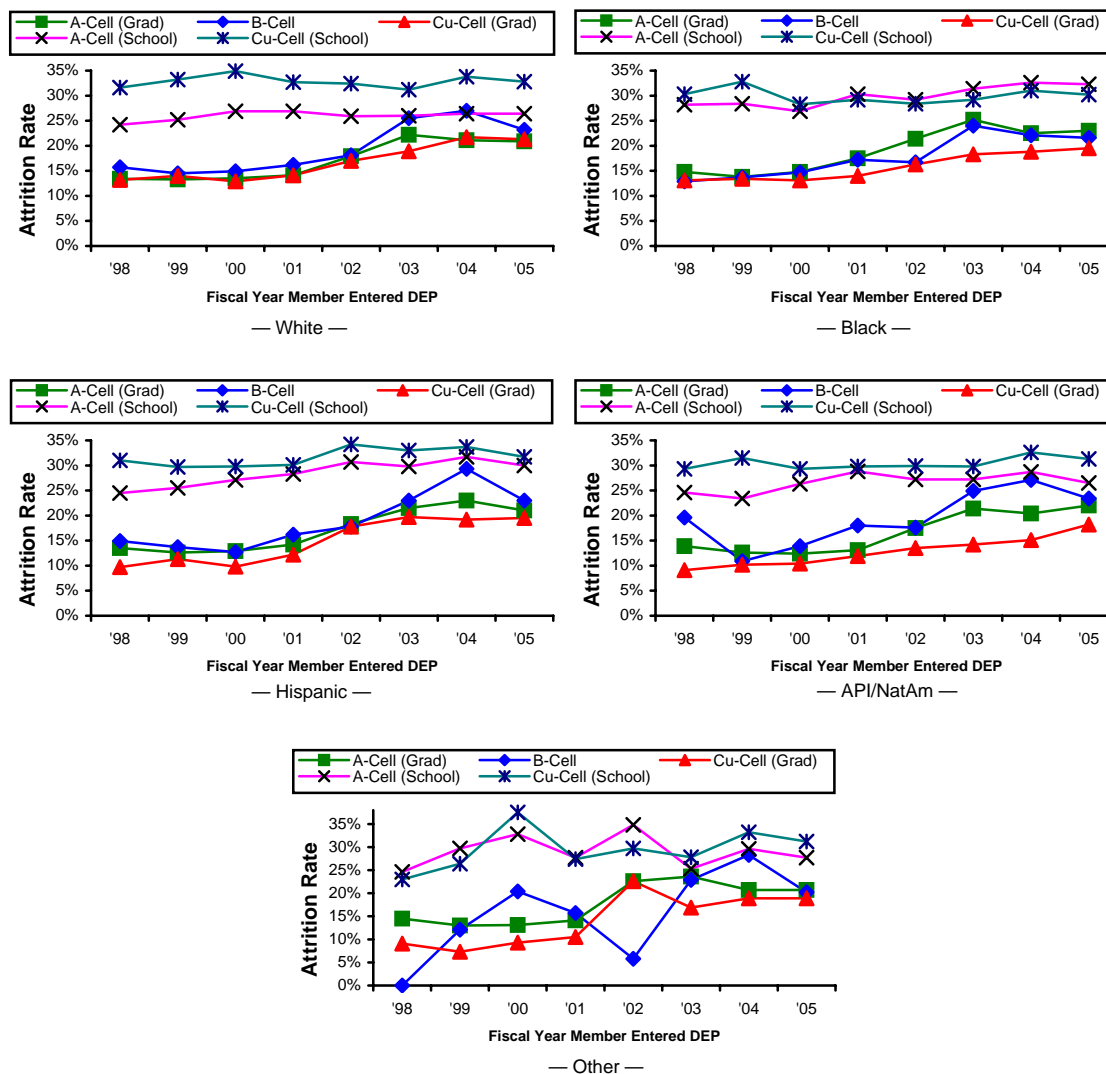 A-Cell (Grad) B-Cell Cu-Cell (Grad)
A-Cell (School) Cu-Cell (School)
35%
30%
25%
20%
15%
10%
5%
0%
Attrition Rate
'98 '99 '00 '01 '02 '03 '04 '05
Fiscal Year Member Entered DEP
— White —
A-Cell (Grad) B-Cell Cu-Cell (Grad)
A-Cell (School) Cu-Cell (School)
35%
30%
25%
20%
15%
10%
5%
0%
Attrition Rate
'98 '99 '00 '01 '02 '03 '04 '05
Fiscal Year Member Entered DEP
— Black —
A-Cell (Grad) B-Cell Cu-Cell (Grad)
A-Cell (School) Cu-Cell (School)
35%
30%
25%
20%
15%
10%
5%
0%
Attrition Rate
'98 '99 '00 '01 '02 '03 '04 '05
Fiscal Year Member Entered DEP
— Hispanic —
A-Cell (Grad) B-Cell Cu-Cell (Grad)
A-Cell (School) Cu-Cell (School)
35%
30%
25%
20%
15%
10%
5%
0%
Attrition Rate
'98 '99 '00 '01 '02 '03 '04 '05
Fiscal Year Member Entered DEP
— API/NatAm —
A-Cell (Grad) B-Cell Cu-Cell (Grad)
A-Cell (School) Cu-Cell (School)
35%
30%
25%
20%
15%
10%
5%
0%
Attrition Rate
'98 '99 '00 '01 '02 '03 '04 '05
Fiscal Year Member Entered DEP
— Other —